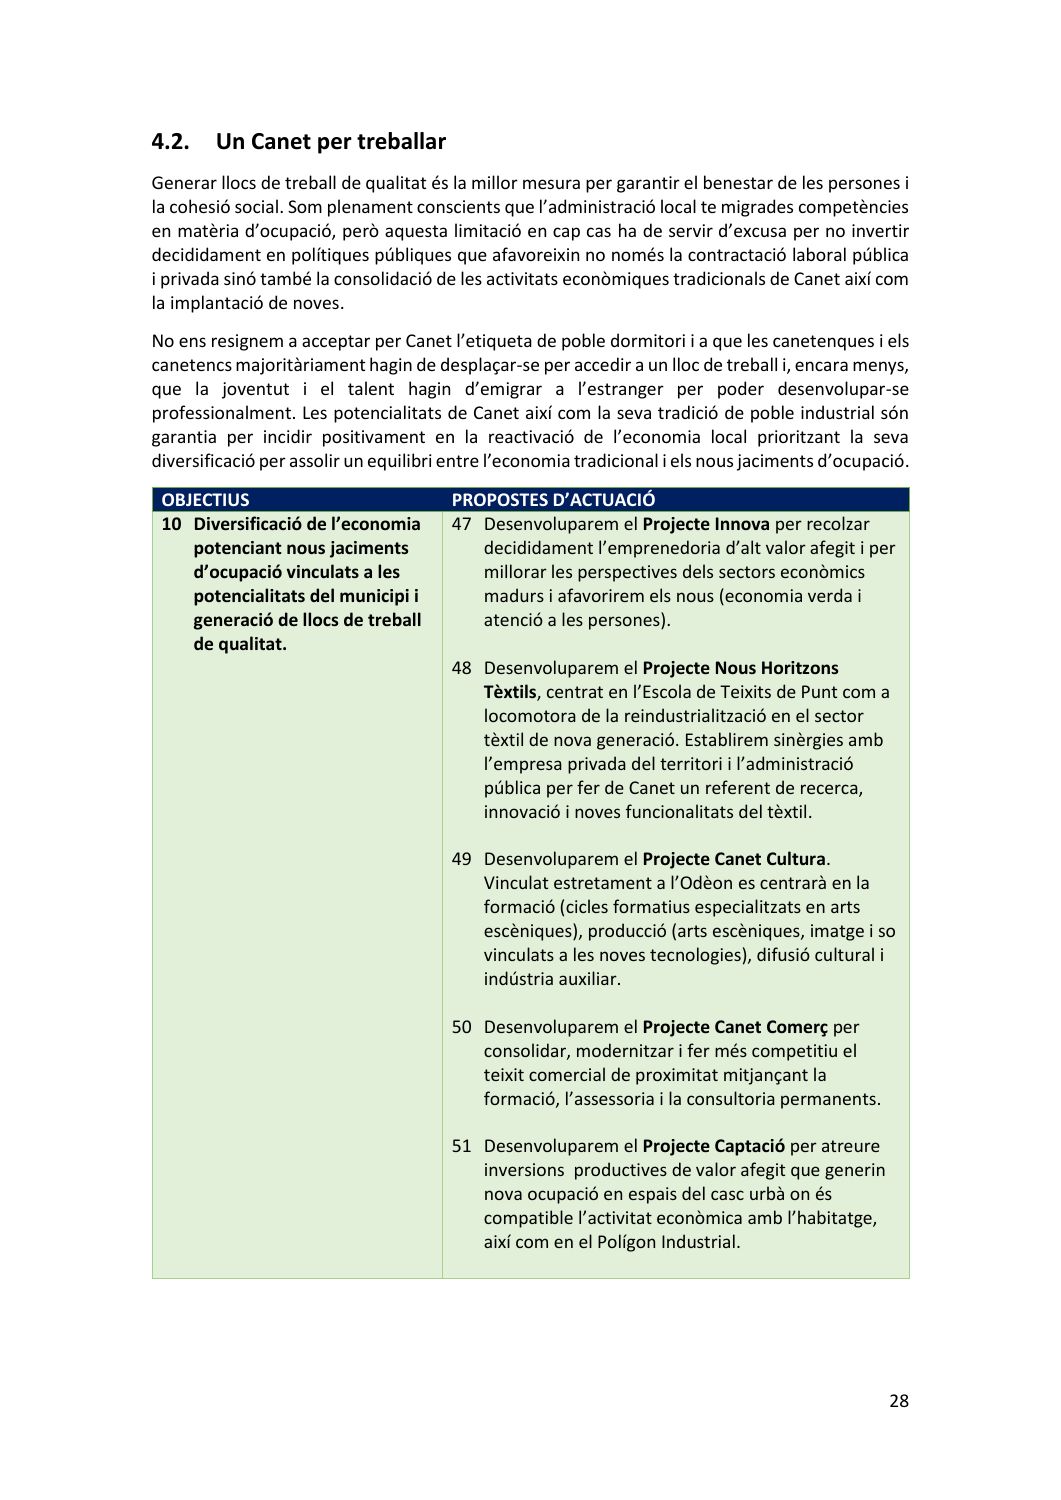 4.2. Un Canet per treballar
Generar llocs de treball de qualitat és la millor mesura per garantir el benestar de les persones i
la cohesió social. Som plenament conscients que l’administració local te migrades competències
en matèria d’ocupació, però aquesta limitació en cap cas ha de servir d’excusa per no invertir
decididament en polítiques públiques que afavoreixin no només la contractació laboral pública
i privada sinó també la consolidació de les activitats econòmiques tradicionals de Canet així com
la implantació de noves.
No ens resignem a acceptar per Canet l’etiqueta de poble dormitori i a que les canetenques i els
canetencs majoritàriament hagin de desplaçar-se per accedir a un lloc de treball i, encara menys,
que la joventut i el talent hagin d’emigrar a l’estranger per poder desenvolupar-se
professionalment. Les potencialitats de Canet així com la seva tradició de poble industrial són
garantia per incidir positivament en la reactivació de l’economia local prioritzant la seva
diversificació per assolir un equilibri entre l’economia tradicional i els nous jaciments d’ocupació.
OBJECTIUS
10 Diversificació de l’economia
potenciant nous jaciments
d’ocupació vinculats a les
potencialitats del municipi i
generació de llocs de treball
de qualitat.
PROPOSTES D’ACTUACIÓ
47 Desenvoluparem el Projecte Innova per recolzar
decididament l’emprenedoria d’alt valor afegit i per
millorar les perspectives dels sectors econòmics
madurs i afavorirem els nous (economia verda i
atenció a les persones).
48 Desenvoluparem el Projecte Nous Horitzons
Tèxtils, centrat en l’Escola de Teixits de Punt com a
locomotora de la reindustrialització en el sector
tèxtil de nova generació. Establirem sinèrgies amb
l’empresa privada del territori i l’administració
pública per fer de Canet un referent de recerca,
innovació i noves funcionalitats del tèxtil.
49 Desenvoluparem el Projecte Canet Cultura.
Vinculat estretament a l’Odèon es centrarà en la
formació (cicles formatius especialitzats en arts
escèniques), producció (arts escèniques, imatge i so
vinculats a les noves tecnologies), difusió cultural i
indústria auxiliar.
50 Desenvoluparem el Projecte Canet Comerç per
consolidar, modernitzar i fer més competitiu el
teixit comercial de proximitat mitjançant la
formació, l’assessoria i la consultoria permanents.
51 Desenvoluparem el Projecte Captació per atreure
inversions  productives de valor afegit que generin
nova ocupació en espais del casc urbà on és
compatible l’activitat econòmica amb l’habitatge,
així com en el Polígon Industrial.
28